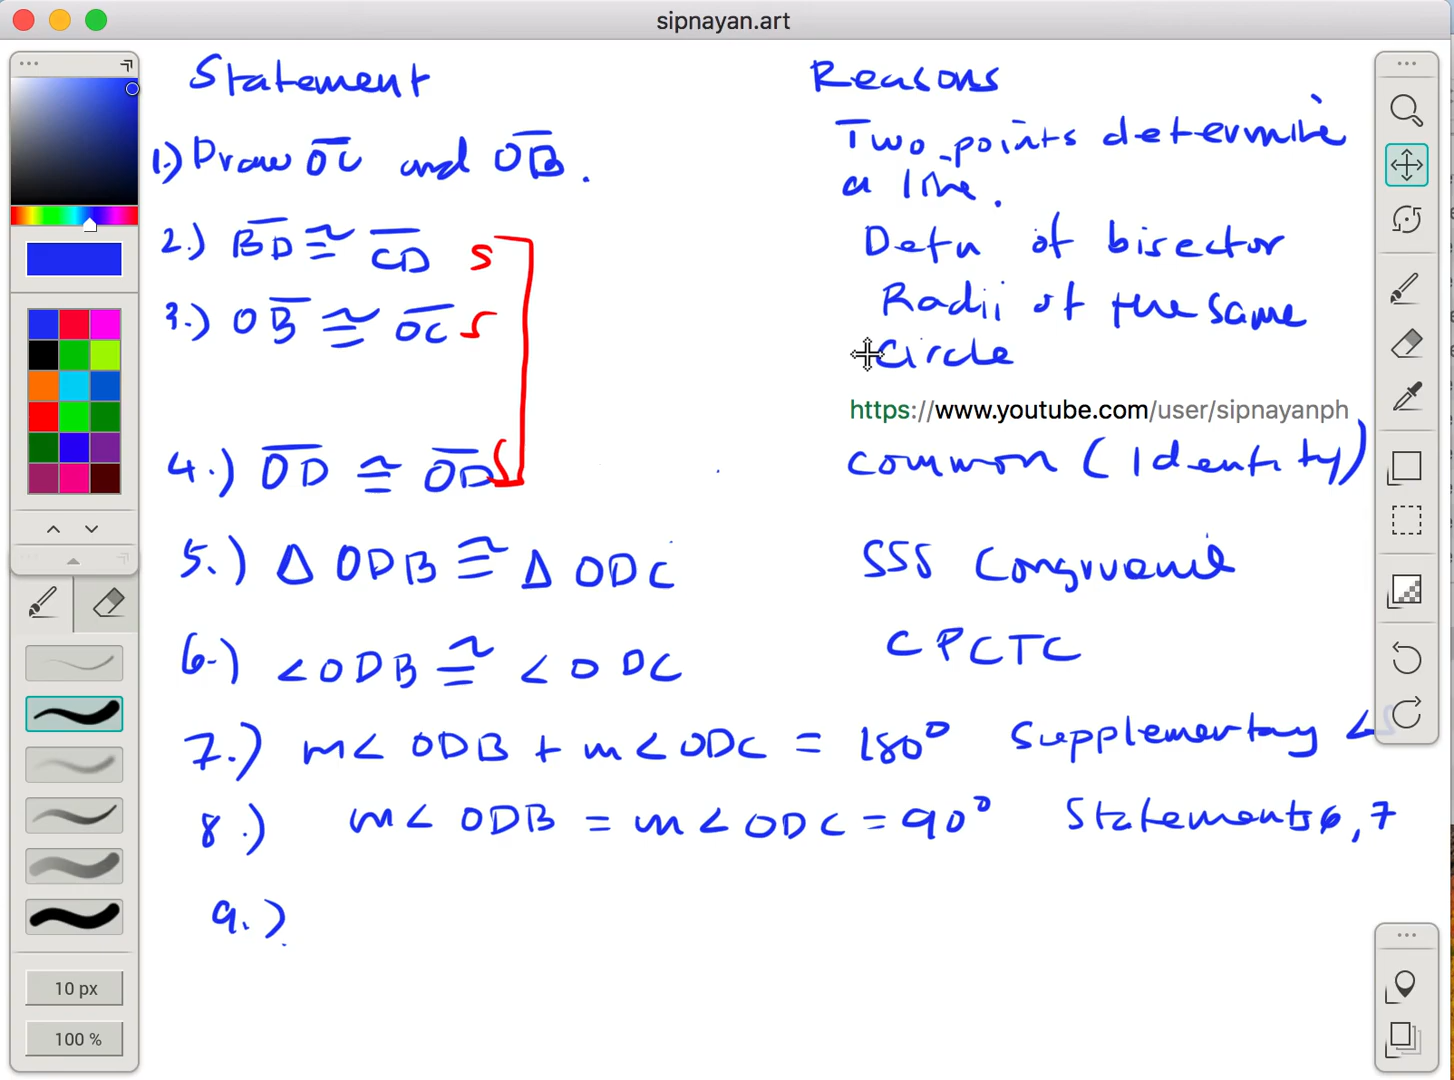 sipnayan.art
Statement Reasons
1.) Draw OC and OB. Two points determine
a line.
2.) BD ≅ CD S Defn of bisector
3.) OB ≅ OC S Radii of the same
Circle
https://www.youtube.com/user/sipnayanph
4.) OD ≅ OD S common (Identity)
5.) Δ ODB ≅ Δ ODC SSS Congruence
6.) ∠ODB ≅ ∠ODC CPCTC
7.) m∠ ODB + m∠ODC = 180° Supplementary ∠s
8.) m∠ ODB = m∠ODC = 90° Statements 6, 7
9.)
10 px
100 %